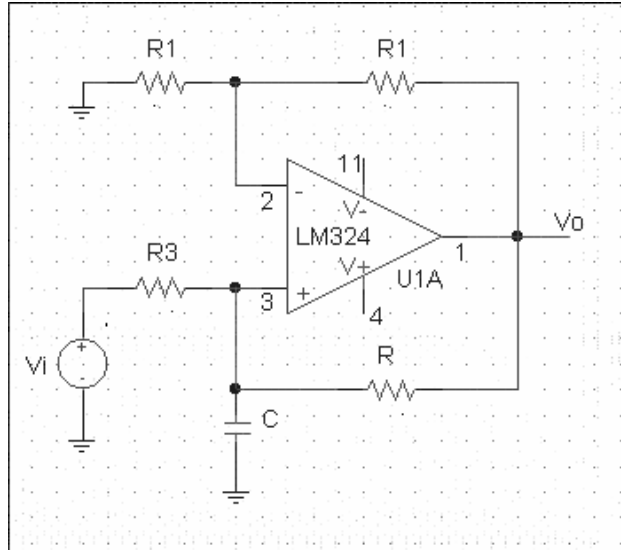 R1 R1
11
2 -
V-
LM324 Vo
R3 V+ 1
3 + U1A
4
Vi + R
-
C